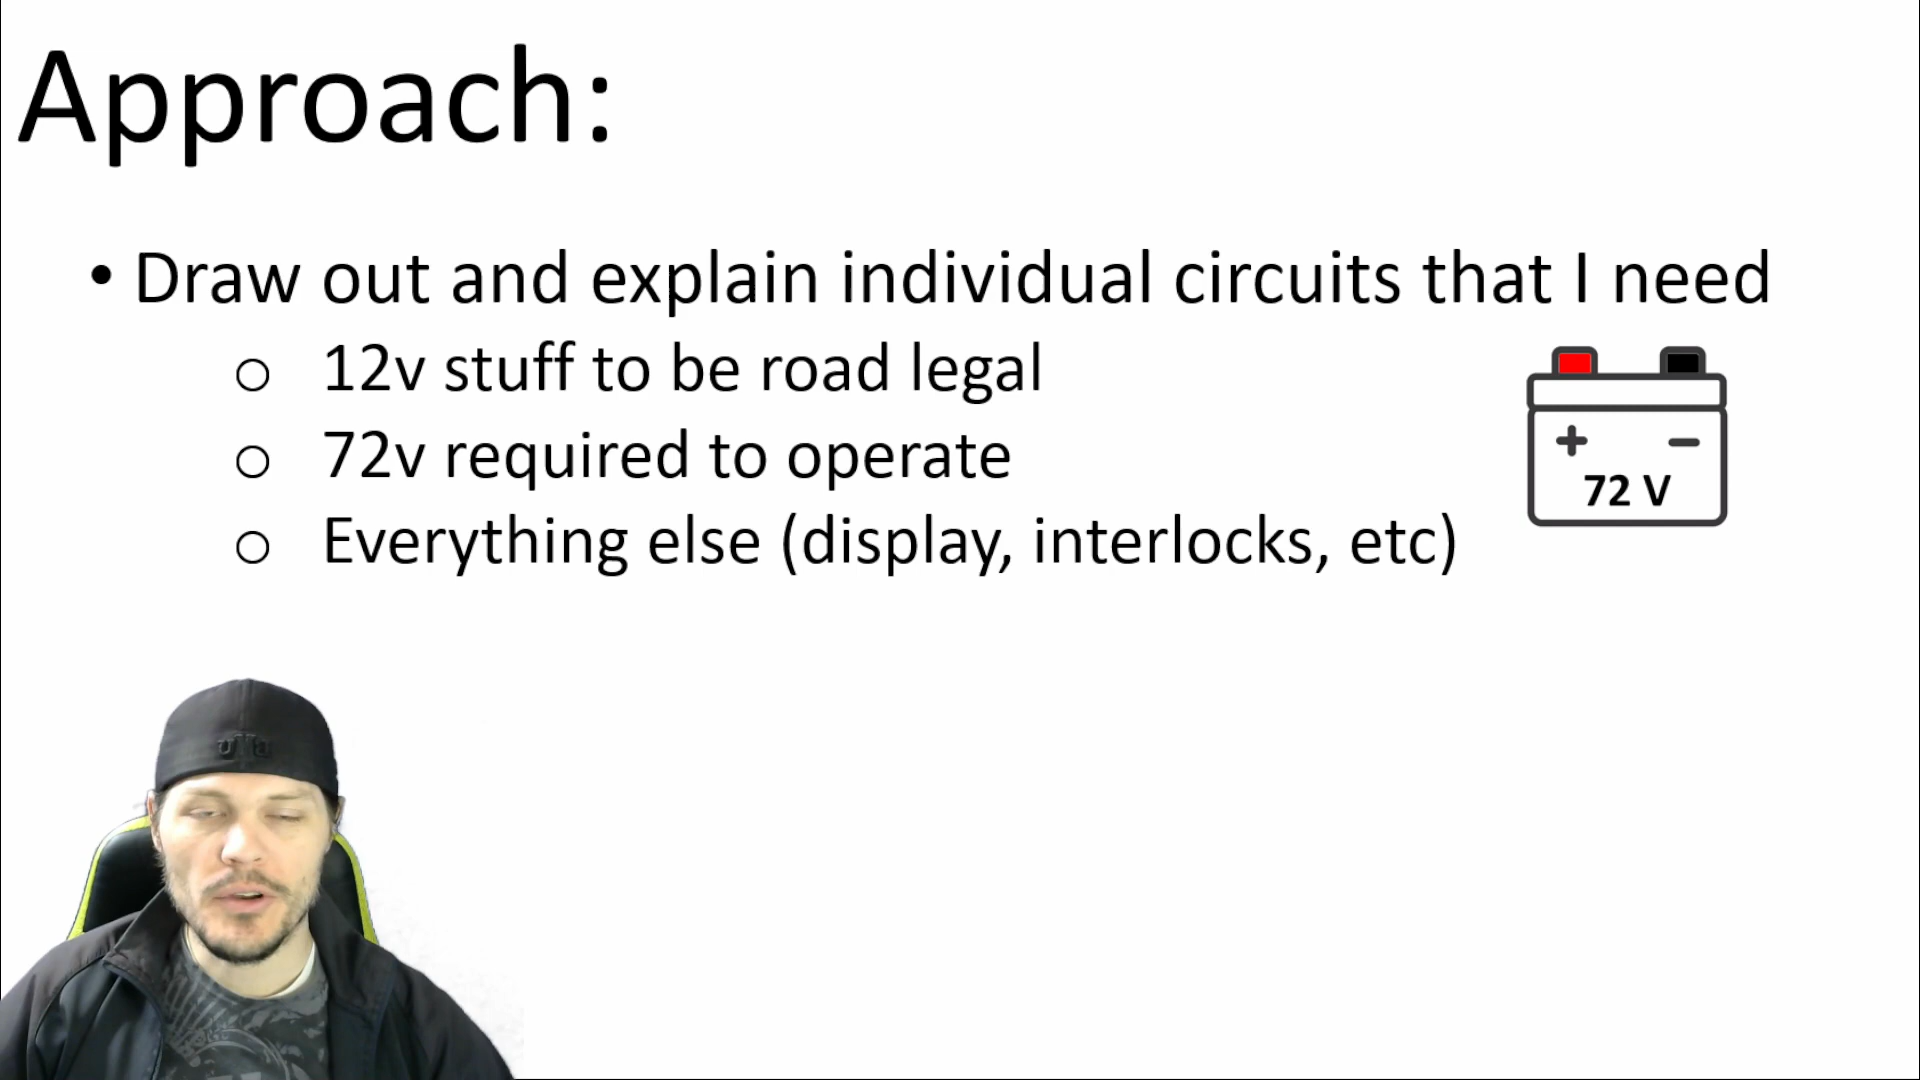 Approach:
• Draw out and explain individual circuits that I need
o 12v stuff to be road legal
o 72v required to operate
o Everything else (display, interlocks, etc)
+ −
72 V